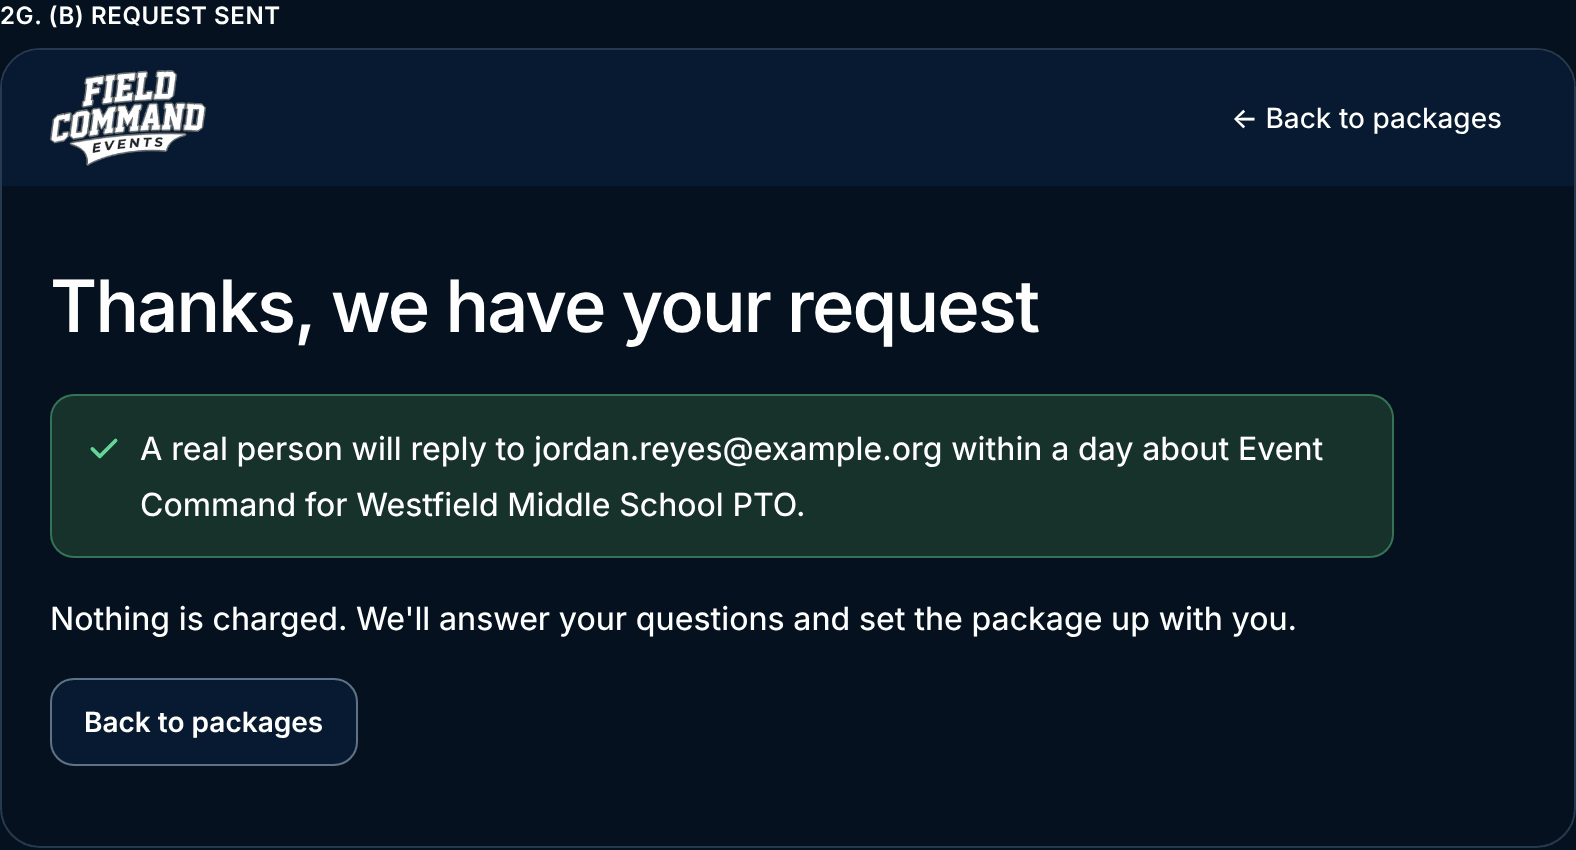 2G. (B) REQUEST SENT
FIELD
COMMAND
EVENTS
← Back to packages
Thanks, we have your request
A real person will reply to jordan.reyes@example.org within a day about Event
Command for Westfield Middle School PTO.
Nothing is charged. We'll answer your questions and set the package up with you.
Back to packages